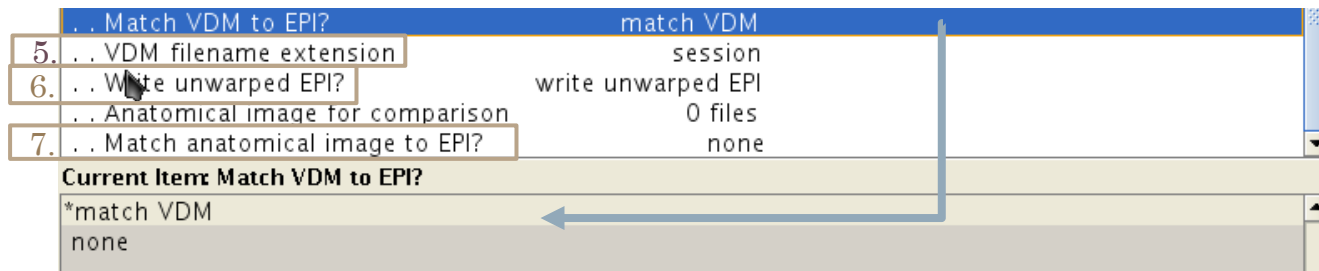 . . Match VDM to EPI? match VDM
5. . . VDM filename extension session
6. . . Write unwarped EPI? write unwarped EPI
. . Anatomical image for comparison 0 files
7. . . Match anatomical image to EPI? none
Current Item: Match VDM to EPI?
*match VDM
none